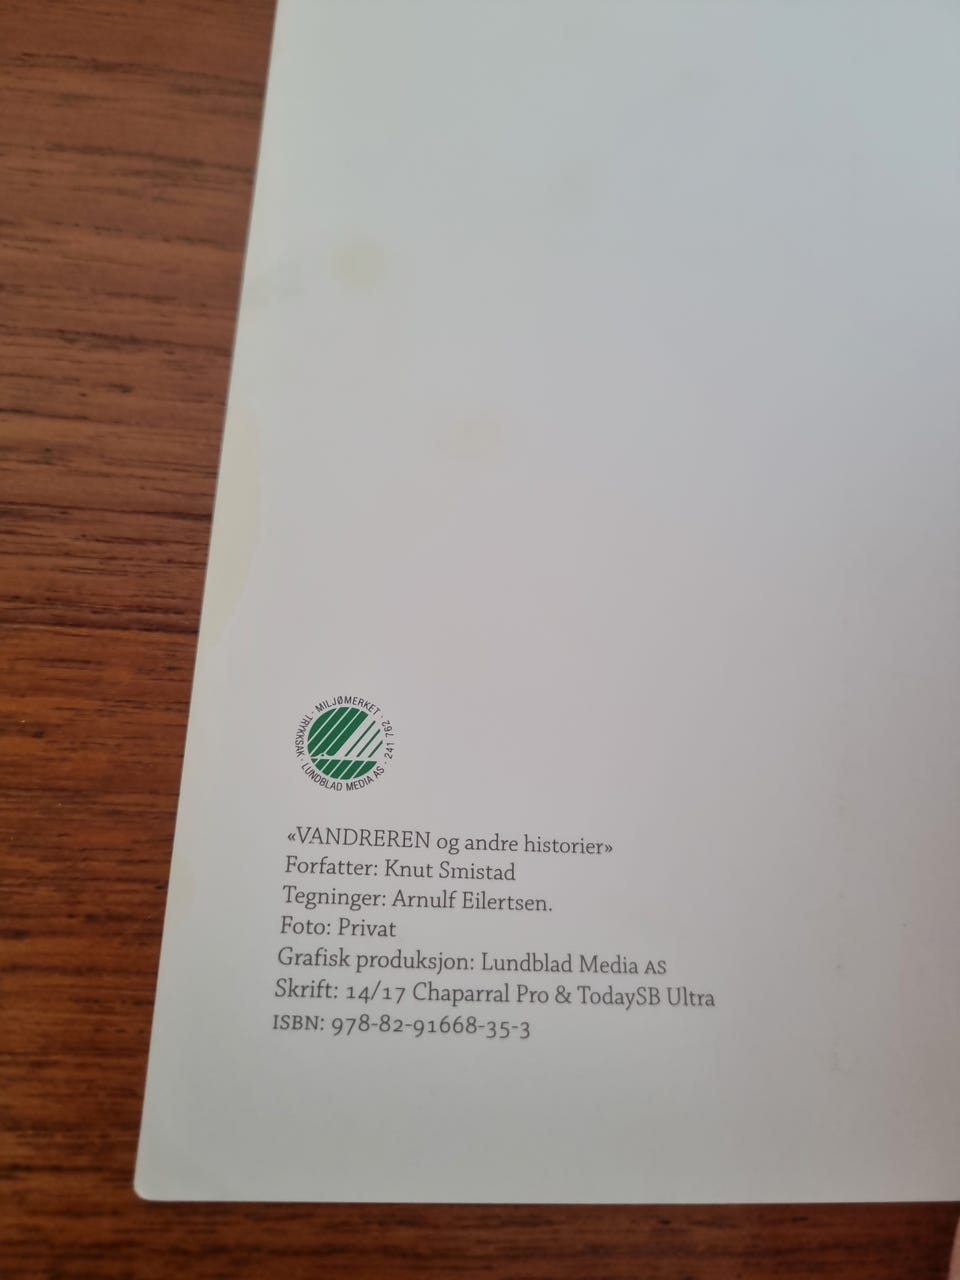 MILJØMERKET · 241 762 · LUNDBLAD MEDIA AS · TRYKKSAK ·
«VANDREREN og andre historier»
Forfatter: Knut Smistad
Tegninger: Arnulf Eilertsen.
Foto: Privat
Grafisk produksjon: Lundblad Media AS
Skrift: 14/17 Chaparral Pro & TodaySB Ultra
ISBN: 978-82-91668-35-3